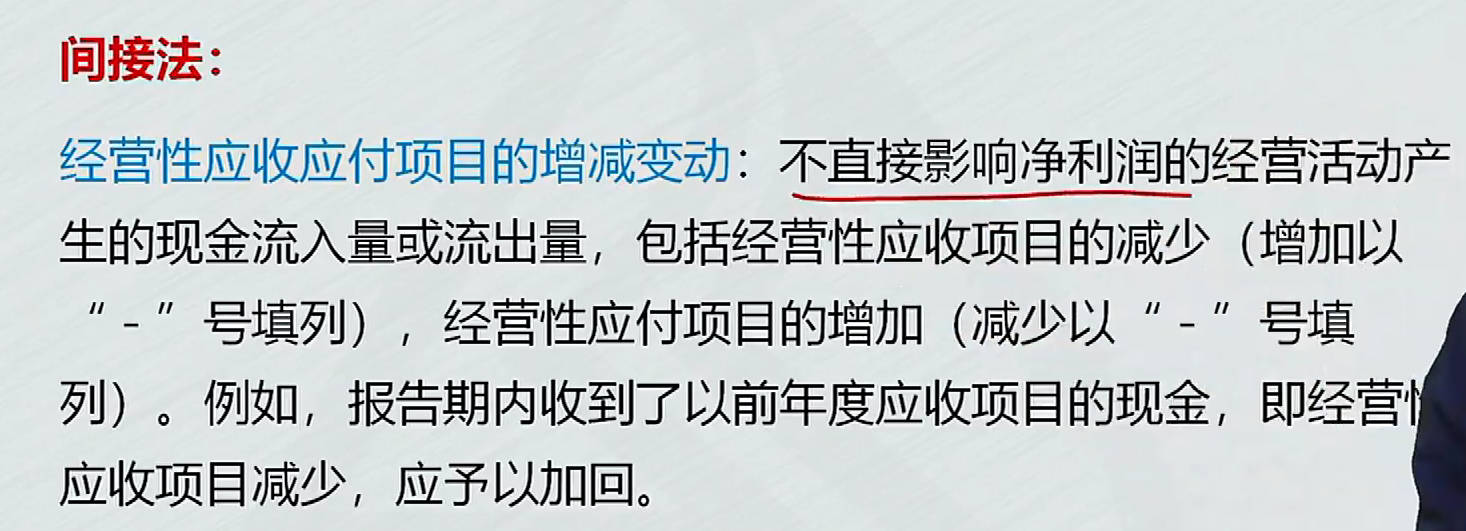 间接法：
经营性应收应付项目的增减变动：不直接影响净利润的经营活动产
生的现金流入量或流出量，包括经营性应收项目的减少（增加以
“-”号填列），经营性应付项目的增加（减少以“-”号填
列）。例如，报告期内收到了以前年度应收项目的现金，即经营性
应收项目减少，应予以加回。